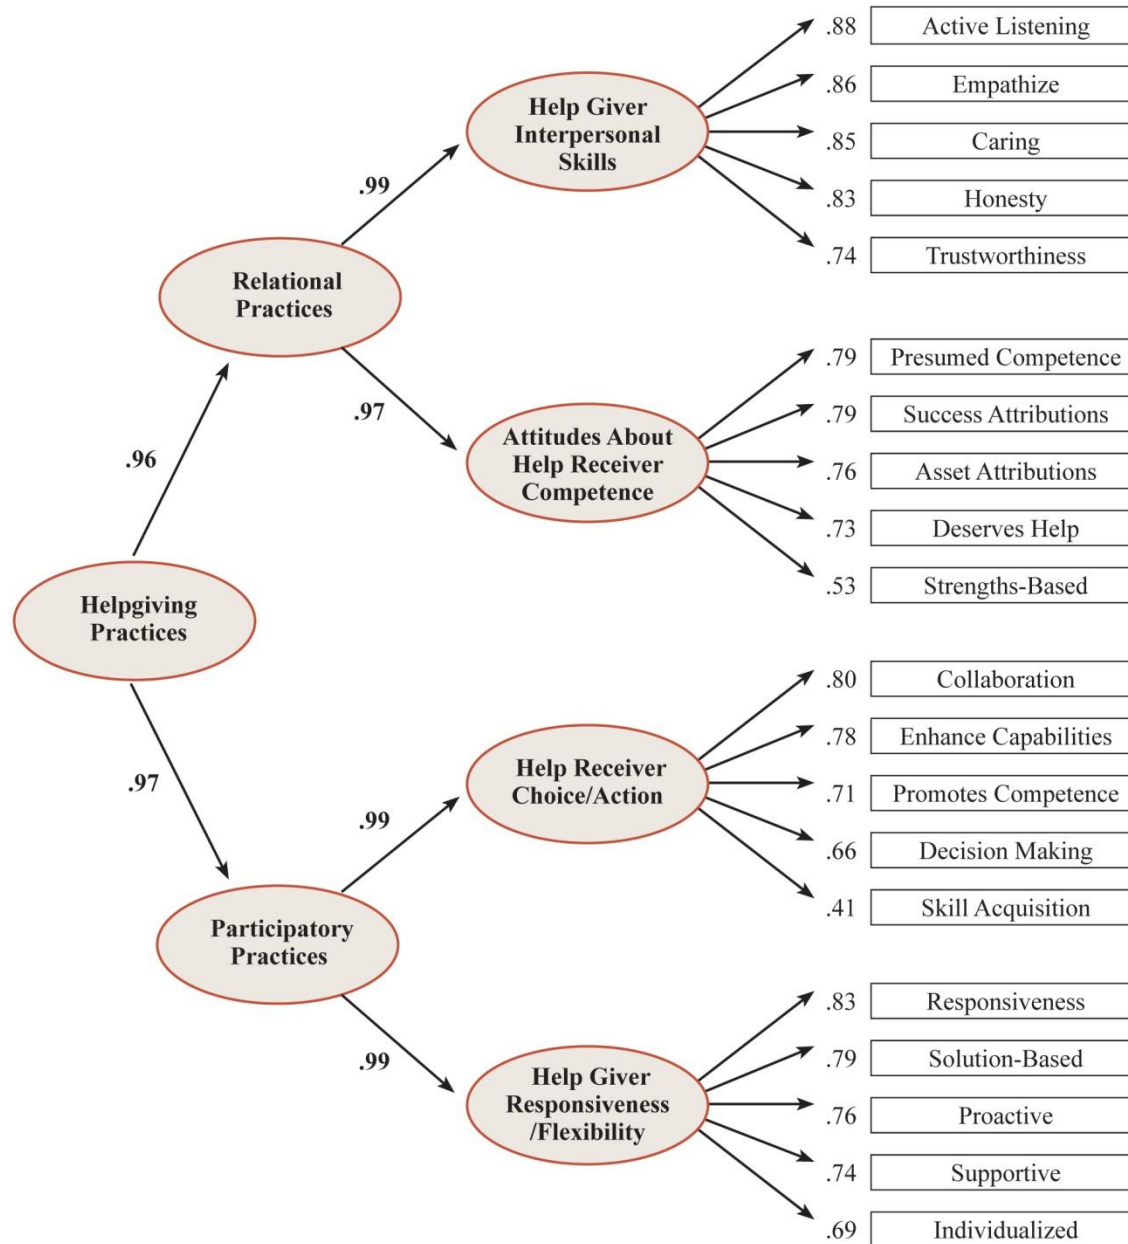 .88 Active Listening
.86 Empathize
.85 Caring
.83 Honesty
.74 Trustworthiness
Help Giver
Interpersonal
Skills
.99
Relational
Practices
.97
.79 Presumed Competence
.79 Success Attributions
.76 Asset Attributions
.73 Deserves Help
.53 Strengths-Based
Attitudes About
Help Receiver
Competence
.96
Helpgiving
Practices
.97
.80 Collaboration
.78 Enhance Capabilities
.71 Promotes Competence
.66 Decision Making
.41 Skill Acquisition
Help Receiver
Choice/Action
.99
Participatory
Practices
.99
.83 Responsiveness
.79 Solution-Based
.76 Proactive
.74 Supportive
.69 Individualized
Help Giver
Responsiveness
/Flexibility